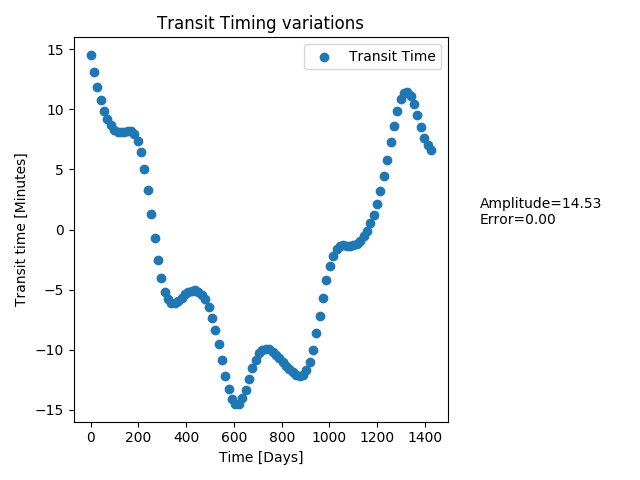 Transit Timing variations
Transit Time
Transit time [Minutes]
15
10
5
0
−5
−10
−15
0 200 400 600 800 1000 1200 1400
Time [Days]
Amplitude=14.53
Error=0.00